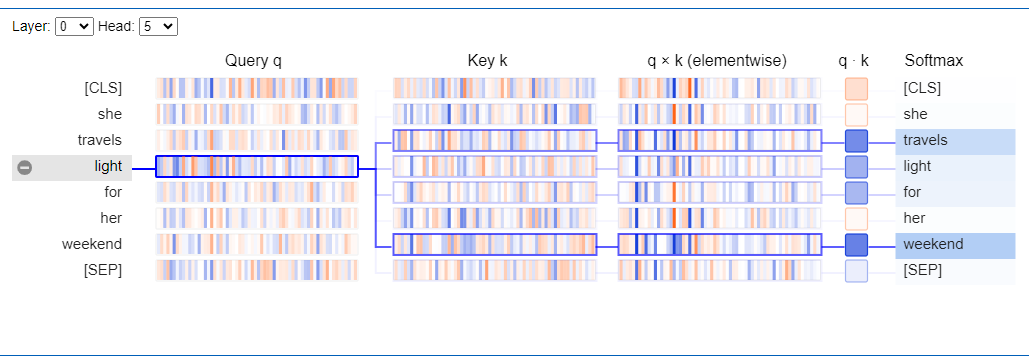 Layer: 0 Head: 5
Query q Key k q × k (elementwise) q · k Softmax
[CLS] [CLS]
she she
travels travels
light light
for for
her her
weekend weekend
[SEP] [SEP]